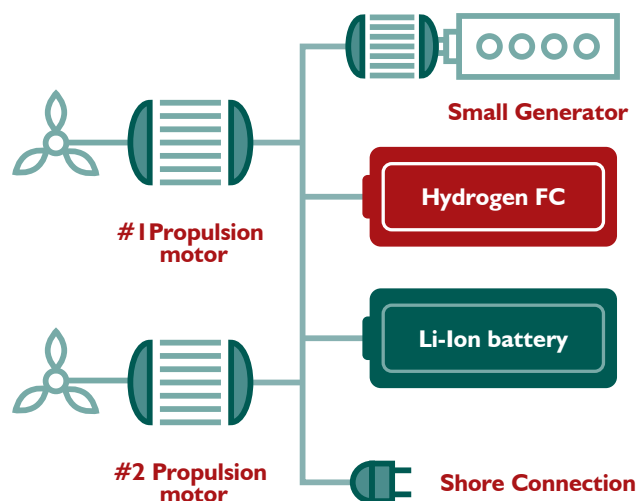 Small Generator
Hydrogen FC
#1Propulsion
motor
Li-Ion battery
#2 Propulsion
motor
Shore Connection